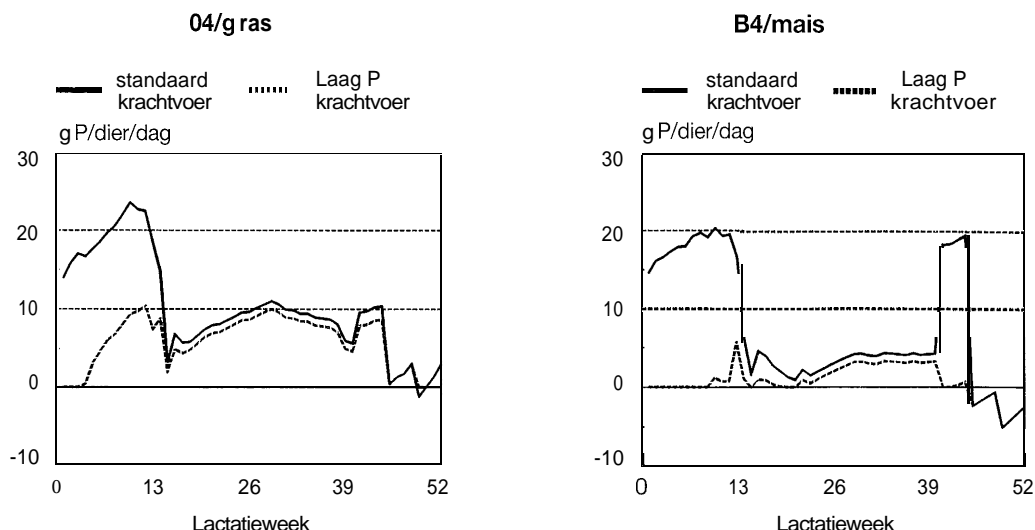 04/g ras
standaard krachtvoer
Laag P krachtvoer
g P/dier/dag
30
20
10
0
-10
0 13 26 39 52
Lactatieweek
B4/mais
standaard krachtvoer
Laag P krachtvoer
g P/dier/dag
30
20
10
0
-10
0 13 26 39 52
Lactatieweek